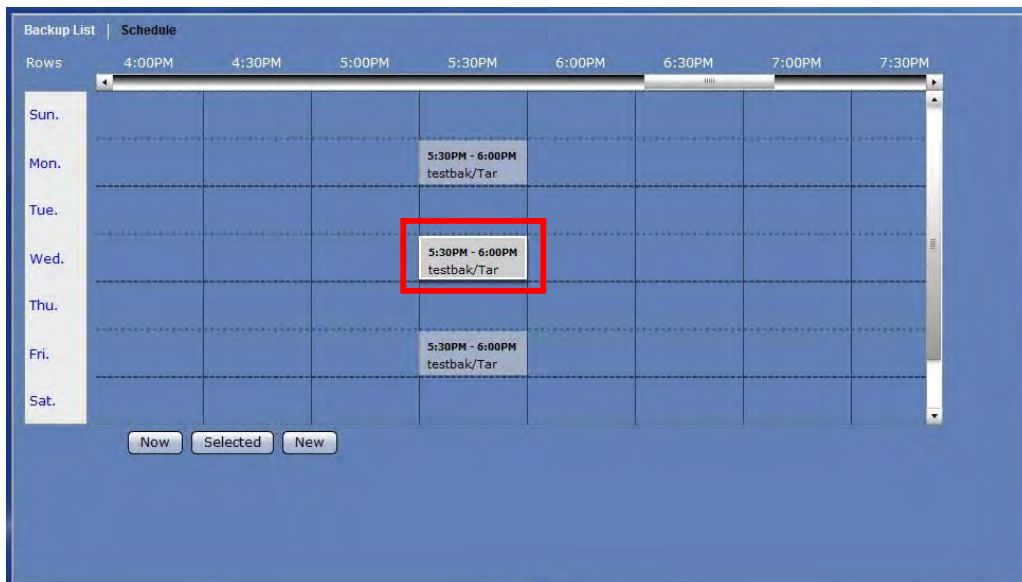 Backup List | Schedule
Rows 4:00PM 4:30PM 5:00PM 5:30PM 6:00PM 6:30PM 7:00PM 7:30PM
Sun.
Mon.
5:30PM - 6:00PM
testbak/Tar
Tue.
Wed.
5:30PM - 6:00PM
testbak/Tar
Thu.
Fri.
5:30PM - 6:00PM
testbak/Tar
Sat.
Now Selected New